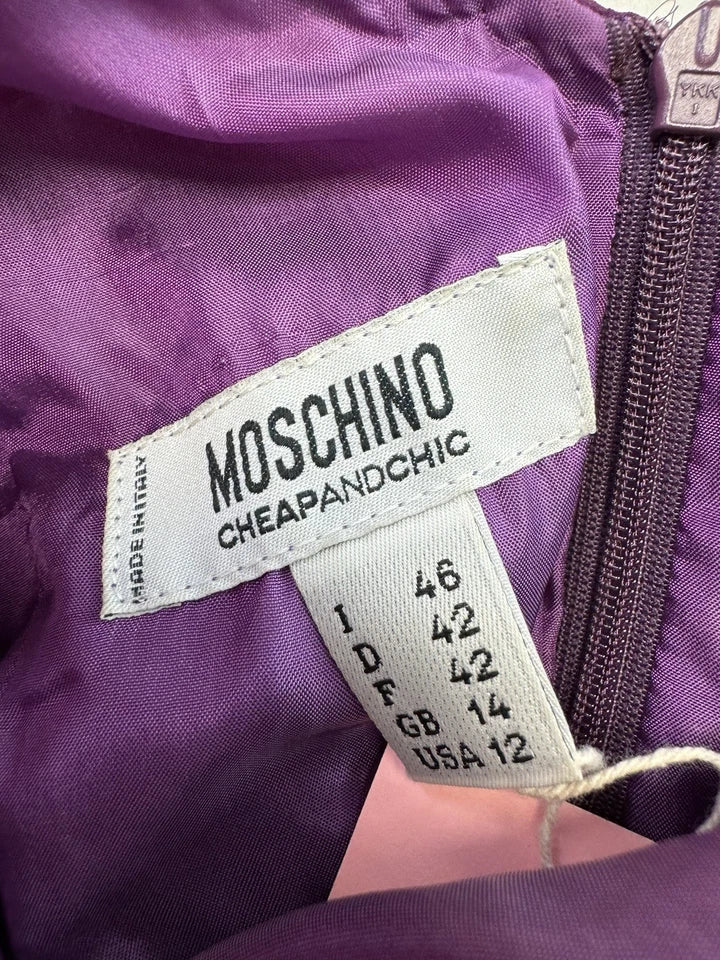 YKK
MOSCHINO
CHEAPANDCHIC
MADE IN ITALY
I 46
D 42
F 42
GB 14
USA 12